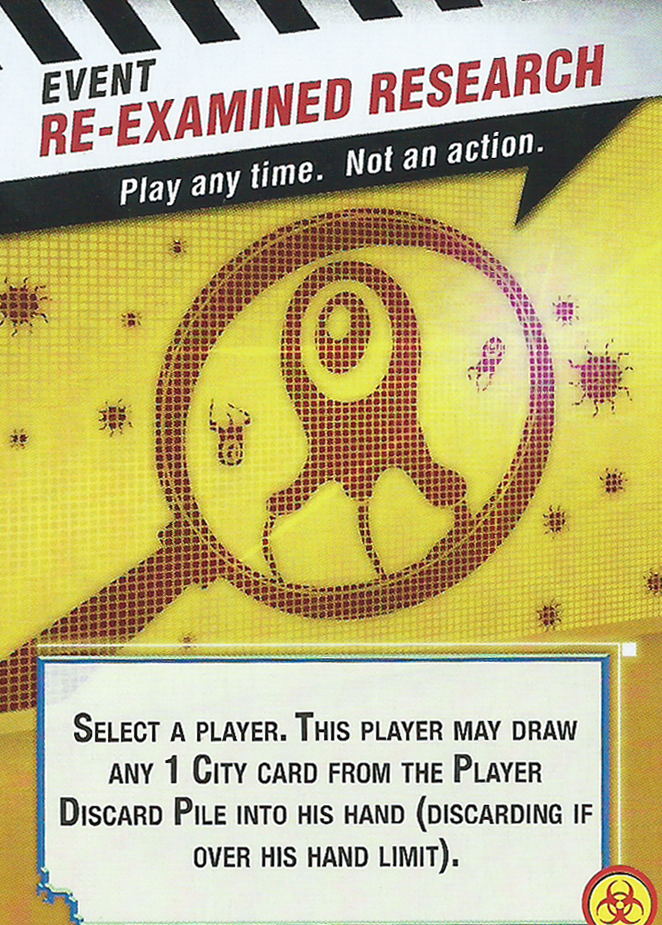 EVENT
RE-EXAMINED RESEARCH
Play any time. Not an action.
SELECT A PLAYER. THIS PLAYER MAY DRAW
ANY 1 CITY CARD FROM THE PLAYER
DISCARD PILE INTO HIS HAND (DISCARDING IF
OVER HIS HAND LIMIT).